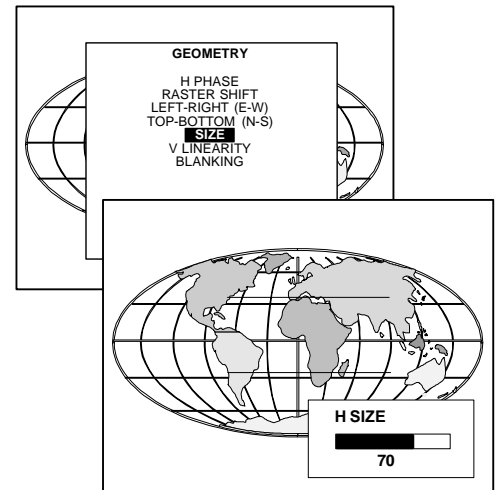 GEOMETRY
H PHASE
RASTER SHIFT
LEFT-RIGHT (E-W)
TOP-BOTTOM (N-S)
SIZE
V LINEARITY
BLANKING
H SIZE
70